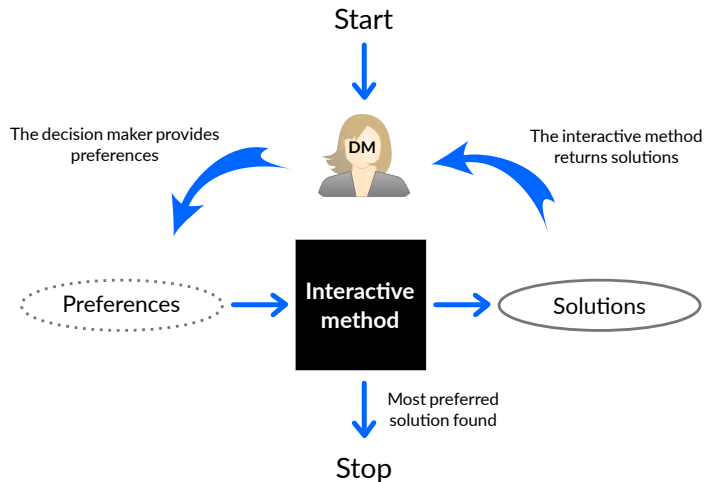 Start
The decision maker provides
preferences
DM
The interactive method
returns solutions
Preferences
Interactive
method
Solutions
Most preferred
solution found
Stop